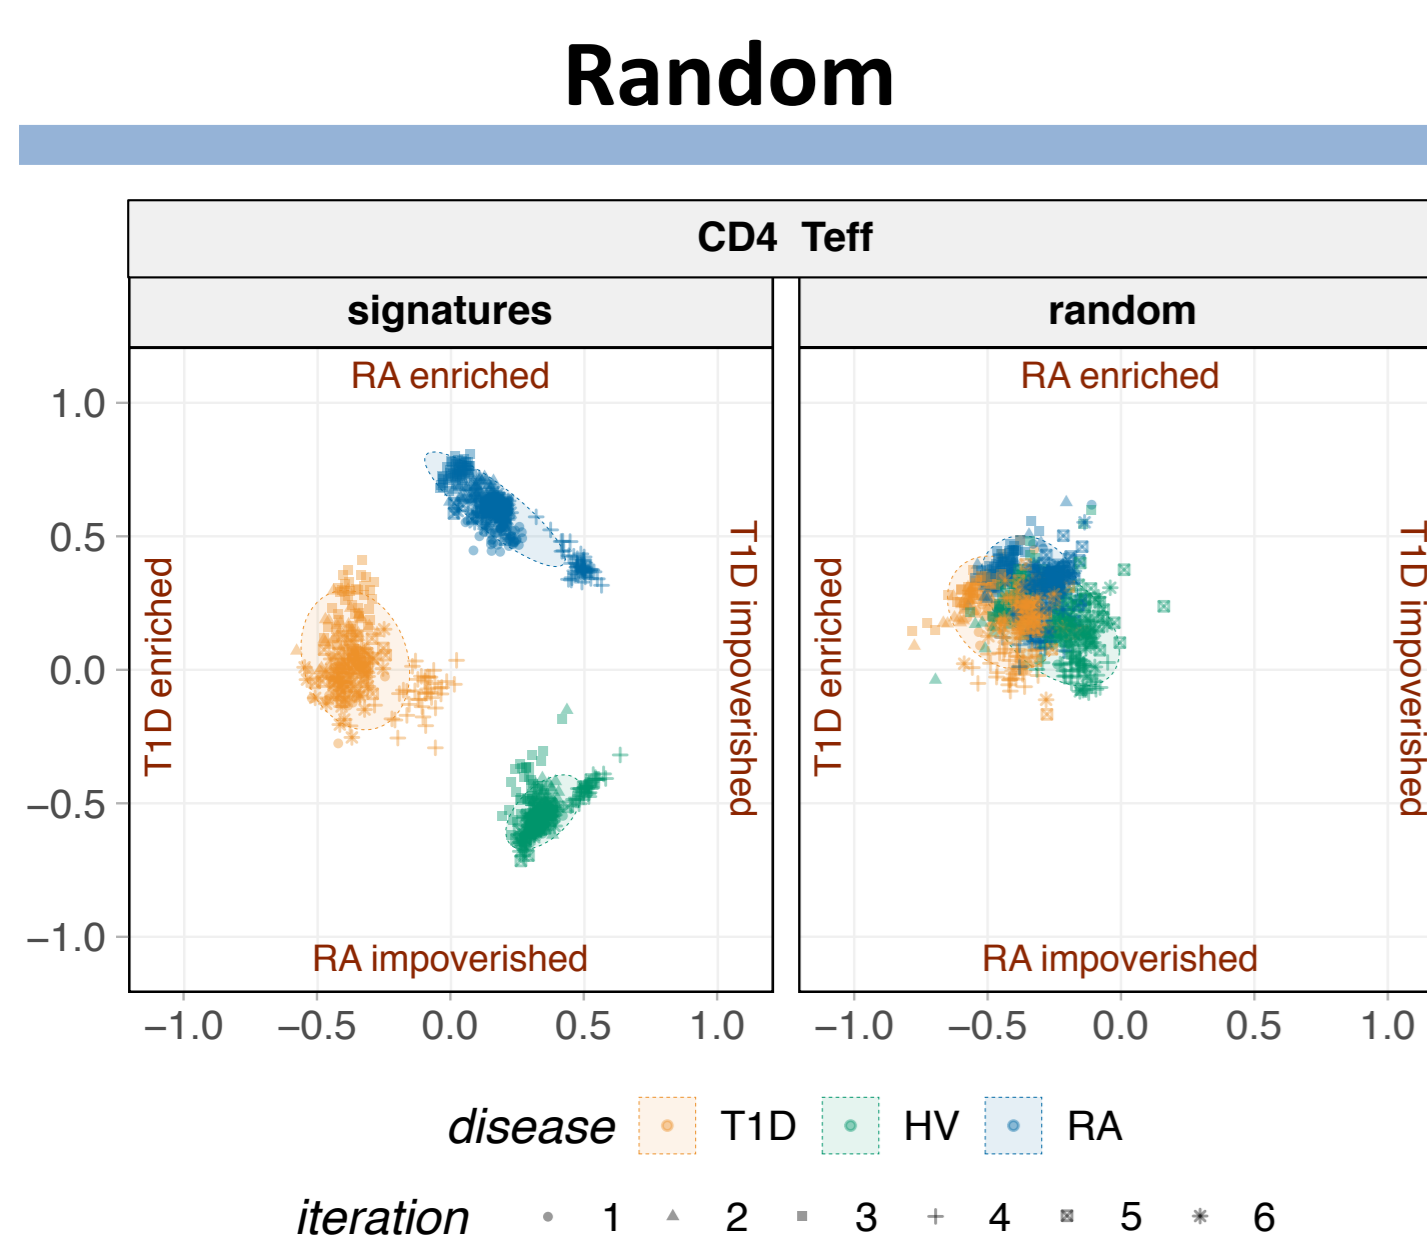 Random
CD4 Teff
signatures
random
RA enriched
RA enriched
1.0
0.5
0.0
−0.5
−1.0
T1D enriched
T1D impoverished
T1D enriched
T1D impoverished
RA impoverished
RA impoverished
−1.0 −0.5 0.0 0.5 1.0
−1.0 −0.5 0.0 0.5 1.0
disease T1D HV RA
iteration 1 2 3 4 5 6